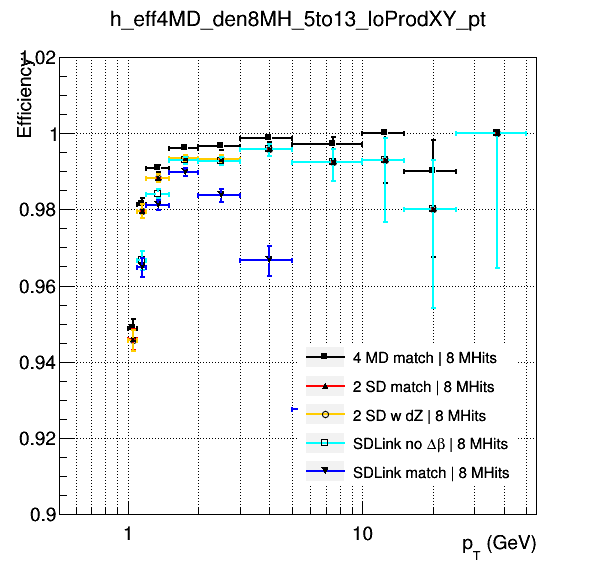 h_eff4MD_den8MH_5to13_loProdXY_pt
Efficiency
1.02
1
0.98
0.96
0.94
0.92
0.9
4 MD match | 8 MHits
2 SD match | 8 MHits
2 SD w dZ | 8 MHits
SDLink no Δβ | 8 MHits
SDLink match | 8 MHits
1
10
p_T (GeV)